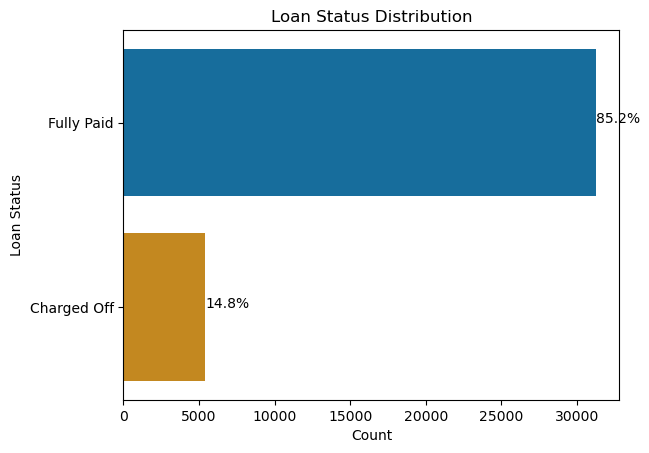 Loan Status Distribution
Loan Status
Fully Paid
85.2%
Charged Off
14.8%
0 5000 10000 15000 20000 25000 30000
Count